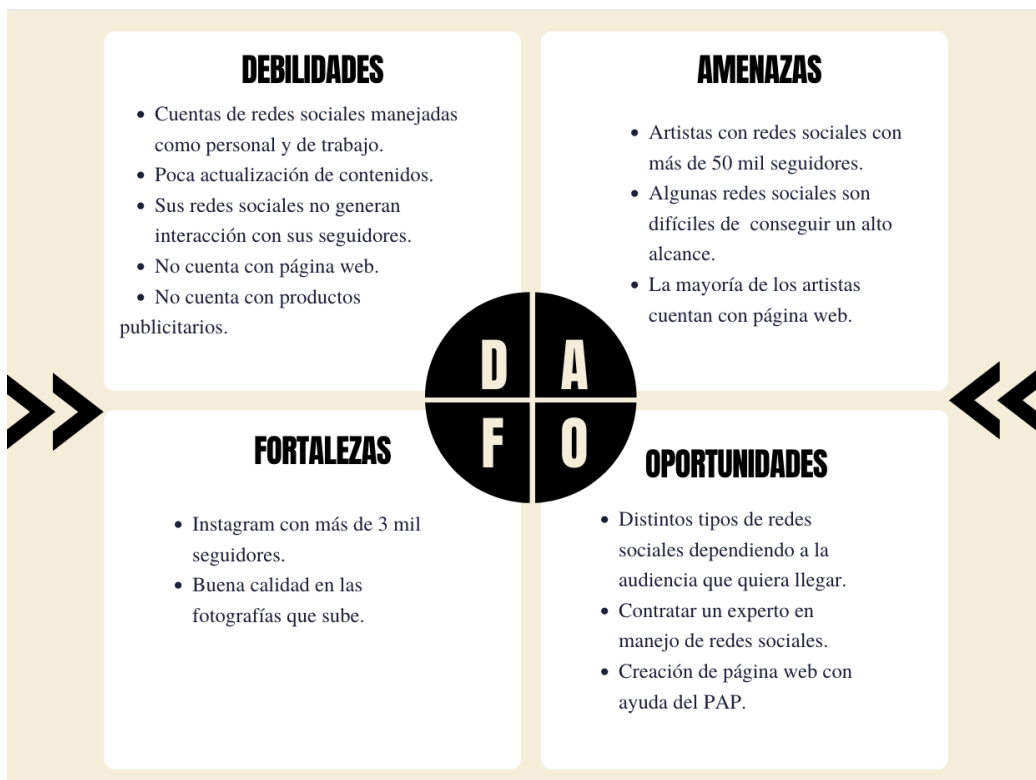 DEBILIDADES
• Cuentas de redes sociales manejadas
como personal y de trabajo.
• Poca actualización de contenidos.
• Sus redes sociales no generan
interacción con sus seguidores.
• No cuenta con página web.
• No cuenta con productos
publicitarios.
AMENAZAS
• Artistas con redes sociales con
más de 50 mil seguidores.
• Algunas redes sociales son
difíciles de  conseguir un alto
alcance.
• La mayoría de los artistas
cuentan con página web.
D A
F O
FORTALEZAS
• Instagram con más de 3 mil
seguidores.
• Buena calidad en las
fotografías que sube.
OPORTUNIDADES
• Distintos tipos de redes
sociales dependiendo a la
audiencia que quiera llegar.
• Contratar un experto en
manejo de redes sociales.
• Creación de página web con
ayuda del PAP.